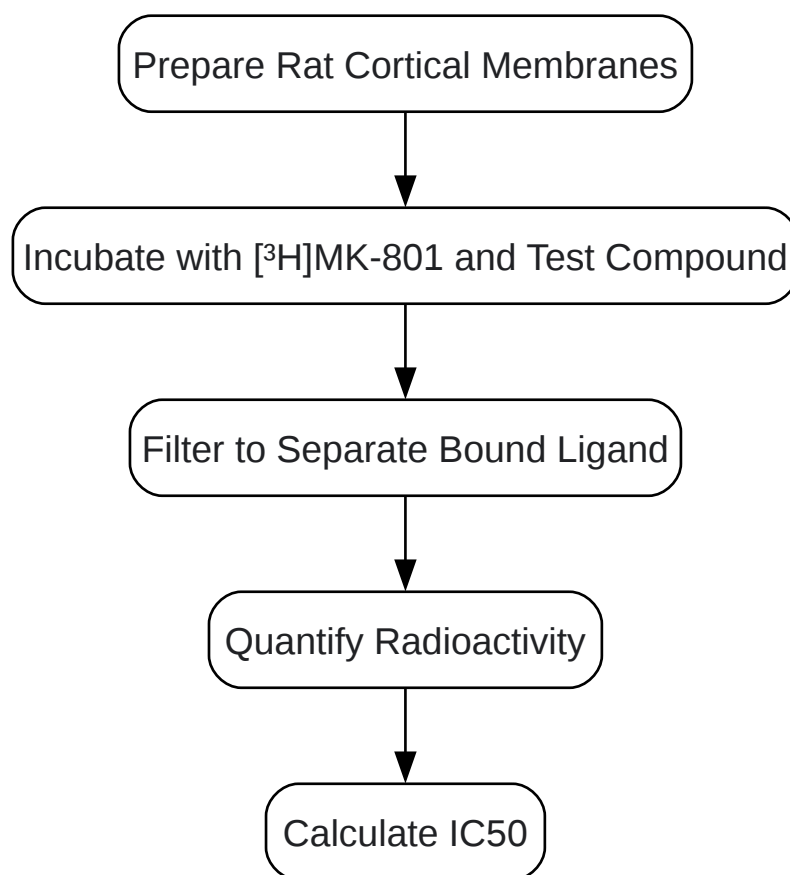 Prepare Rat Cortical Membranes
Incubate with [³H]MK-801 and Test Compound
Filter to Separate Bound Ligand
Quantify Radioactivity
Calculate IC50